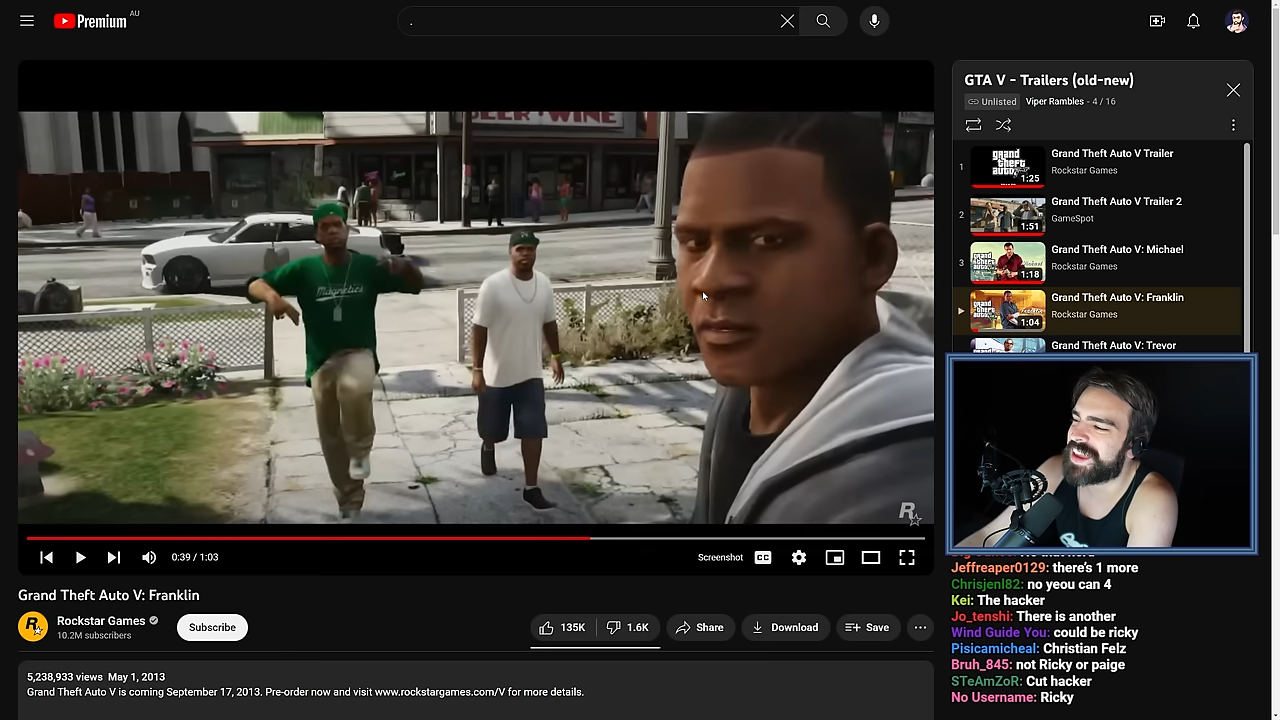 Premium AU
.
BEER & WINE
Magnetics
R
0:39 / 1:03
Screenshot
CC
Grand Theft Auto V: Franklin
Rockstar Games
10.2M subscribers
Subscribe
135K
1.6K
Share
Download
Save
5,238,933 views May 1, 2013
Grand Theft Auto V is coming September 17, 2013. Pre-order now and visit www.rockstargames.com/V for more details.
GTA V - Trailers (old-new)
Unlisted Viper Rambles - 4 / 16
1
grand theft auto V
1:25
Grand Theft Auto V Trailer
Rockstar Games
2
1:51
Grand Theft Auto V Trailer 2
GameSpot
3
1:18
Grand Theft Auto V: Michael
Rockstar Games
1:04
Grand Theft Auto V: Franklin
Rockstar Games
Grand Theft Auto V: Trevor
Jeffreaper0129: there's 1 more
Chrisjenl82: no yeou can 4
Kei: The hacker
Jo_tenshi: There is another
Wind Guide You: could be ricky
Pisicamicheal: Christian Felz
Bruh_845: not Ricky or paige
STeAmZoR: Cut hacker
No Username: Ricky